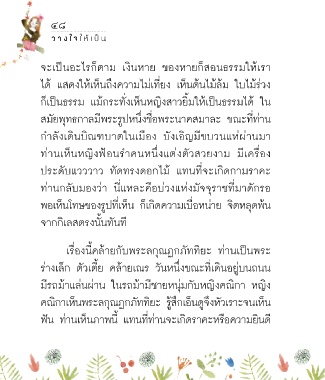 ๔๘
วางใจให้เป็น
จะเป็นอะไรก็ตาม เงินหาย ของหายก็สอนธรรมให้เรา
ได้ แสดงให้เห็นถึงความไม่เที่ยง เห็นต้นไม้ล้ม ใบไม้ร่วง
ก็เป็นธรรม แม้กระทั่งเห็นหญิงสาวยิ้มให้เป็นธรรมได้ ใน
สมัยพุทธกาลมีพระรูปหนึ่งชื่อพระนาคสมาละ ขณะที่ท่าน
กำลังเดินบิณฑบาตในเมือง บังเอิญมีขบวนแห่ผ่านมา
ท่านเห็นหญิงฟ้อนรำคนหนึ่งแต่งตัวสวยงาม มีเครื่อง
ประดับแวววาว ทัดทรงดอกไม้ แทนที่จะเกิดกามราคะ
ท่านกลับมองว่า นี่แหละคือบ่วงแห่งมัจจุราชที่มาดักรอ
พอเห็นโทษของรูปที่เห็น ก็เกิดความเบื่อหน่าย จิตหลุดพ้น
จากกิเลสตรงนั้นทันที
เรื่องนี้คล้ายกับพระลกุณฏกภัททิยะ ท่านเป็นพระ
ร่างเล็ก ตัวเตี้ย คล้ายเณร วันหนึ่งขณะที่เดินอยู่บนถนน
มีรถม้าแล่นผ่าน ในรถม้ามีชายหนุ่มกับหญิงคณิกา หญิง
คณิกาเห็นพระลกุณฏกภัททิยะ รู้สึกเอ็นดูจึงหัวเราะจนเห็น
ฟัน ท่านเห็นภาพนี้ แทนที่ท่านจะเกิดราคะหรือความยินดี